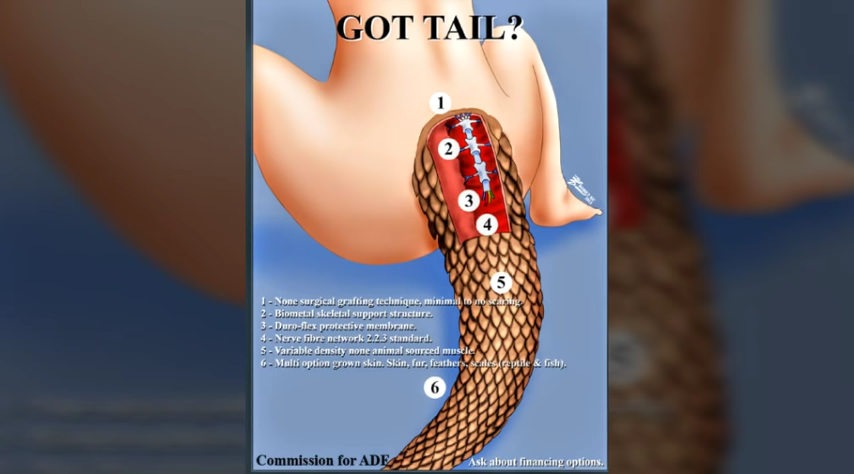 GOT TAIL?
1
2
3
4
5
1 - None surgical grafting technique, minimal to no scaring.
2 - Biometal skeletal support structure.
3 - Duro-flex protective membrane.
4 - Nerve fibre network 2.2.3 standard.
5 - Variable density none animal sourced muscle.
6 - Multi option grown skin. Skin, fur, feathers, scales (reptile & fish).
6
Commission for ADF
Ask about financing options.